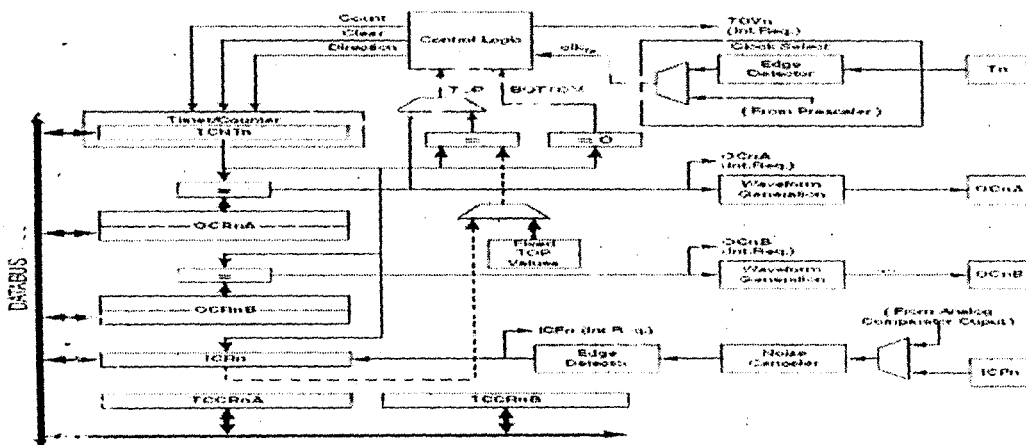 Count
Clear
Direction
Control Logic
TOVn
(Int.Req.)
Clock Select
Edge
Detector
Tn
(From Prescaler)
TOP
BOTTOM
Timer/Counter
TCNTn
=
= 0
=
OCRnA
OCnA
(Int.Req.)
Waveform
Generation
OCnA
Fixed
TOP
Values
=
OCRnB
OCnB
(Int.Req.)
Waveform
Generation
OCnB
DATABUS
(From Analog
Comparator Ouput)
ICRn
ICFn (Int.Req.)
Edge
Detector
Noise
Canceler
ICPn
TCCRnA
TCCRnB